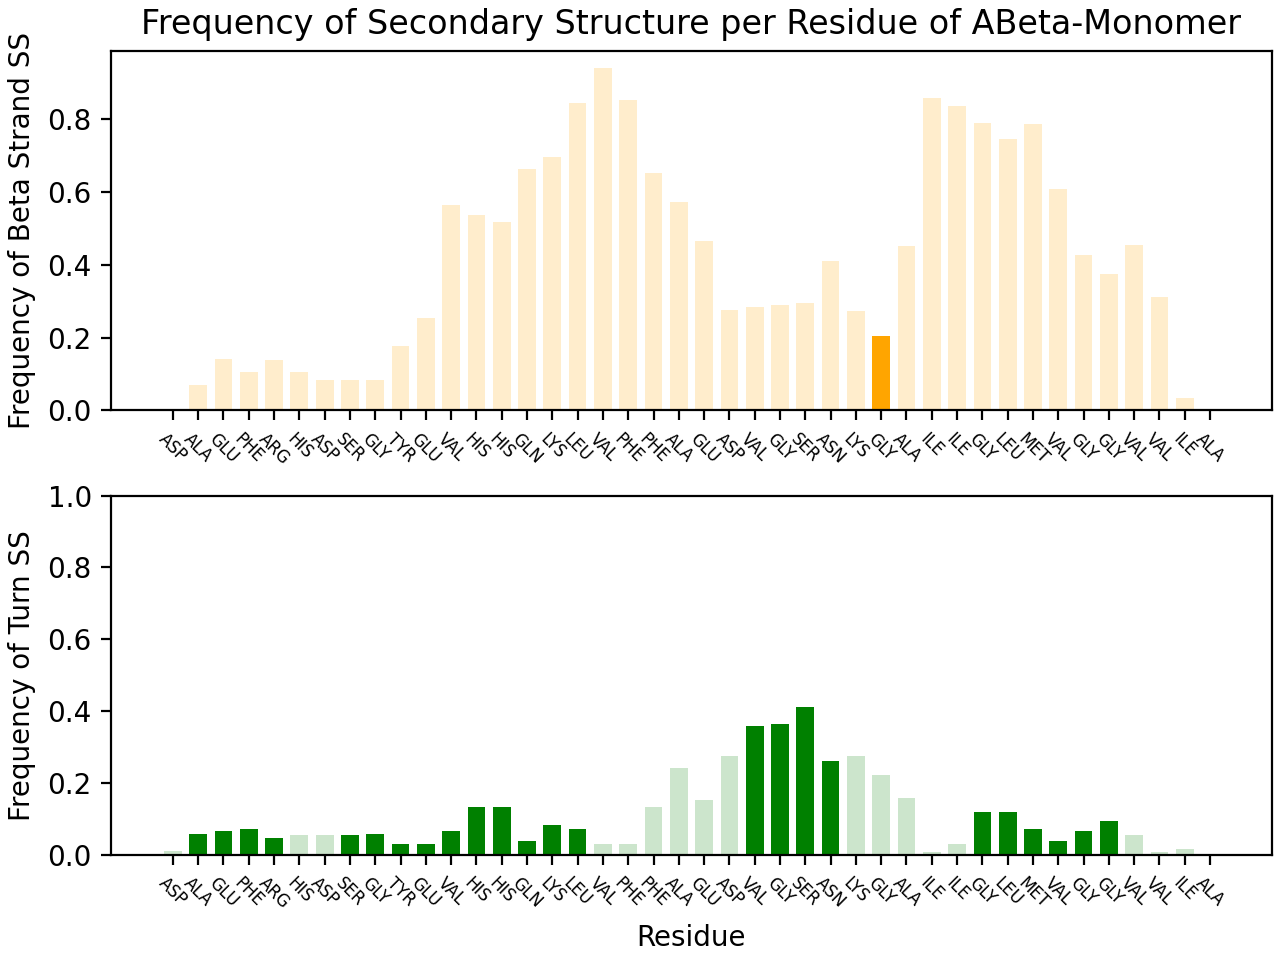 Frequency of Secondary Structure per Residue of ABeta-Monomer
Frequency of Beta Strand SS
0.8
0.6
0.4
0.2
0.0
ASP ALA GLU PHE ARG HIS ASP SER GLY TYR GLU VAL HIS HIS GLN LYS LEU VAL PHE PHE ALA GLU ASP VAL GLY SER ASN LYS GLY ALA ILE ILE GLY LEU MET VAL GLY GLY VAL VAL ILE ALA
Frequency of Turn SS
1.0
0.8
0.6
0.4
0.2
0.0
ASP ALA GLU PHE ARG HIS ASP SER GLY TYR GLU VAL HIS HIS GLN LYS LEU VAL PHE PHE ALA GLU ASP VAL GLY SER ASN LYS GLY ALA ILE ILE GLY LEU MET VAL GLY GLY VAL VAL ILE ALA
Residue